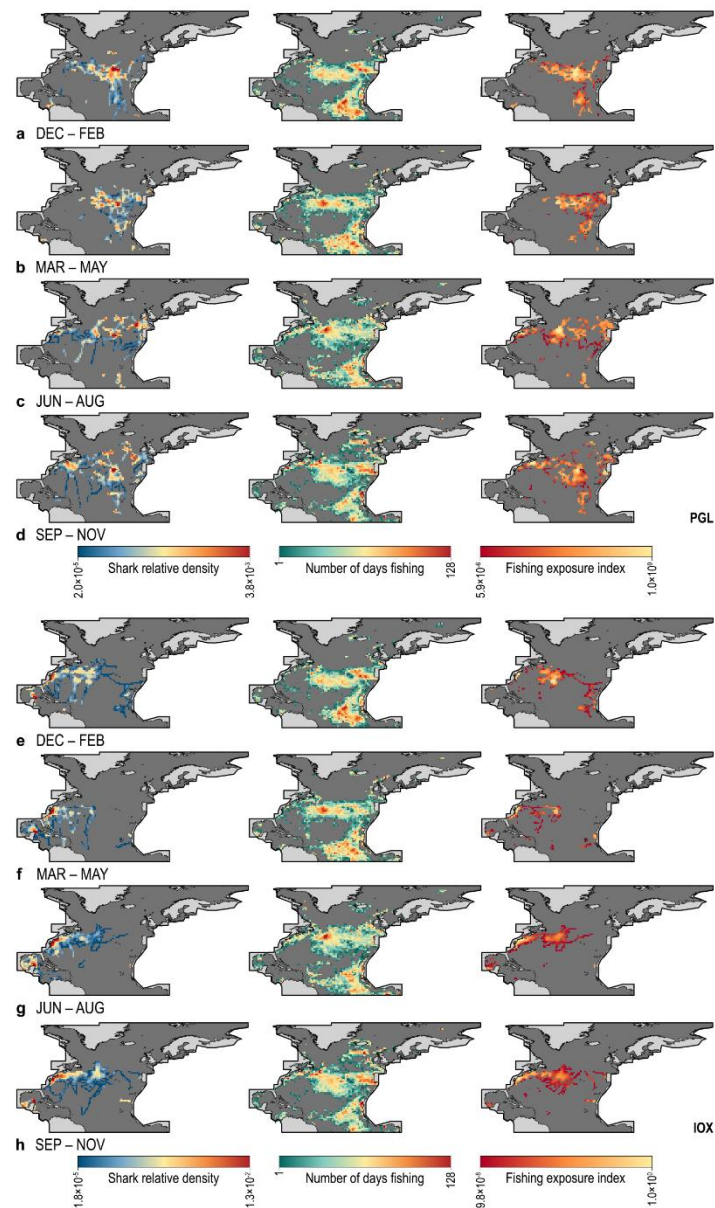 a DEC – FEB
b MAR – MAY
c JUN – AUG
d SEP – NOV
PGL
2.0×10⁻⁵ Shark relative density 3.8×10⁻³
1 Number of days fishing 128
5.9×10⁻⁶ Fishing exposure index 1.0×10⁰
e DEC – FEB
f MAR – MAY
g JUN – AUG
h SEP – NOV
IOX
1.8×10⁻⁵ Shark relative density 1.3×10⁻²
1 Number of days fishing 128
9.8×10⁻⁸ Fishing exposure index 1.0×10⁰